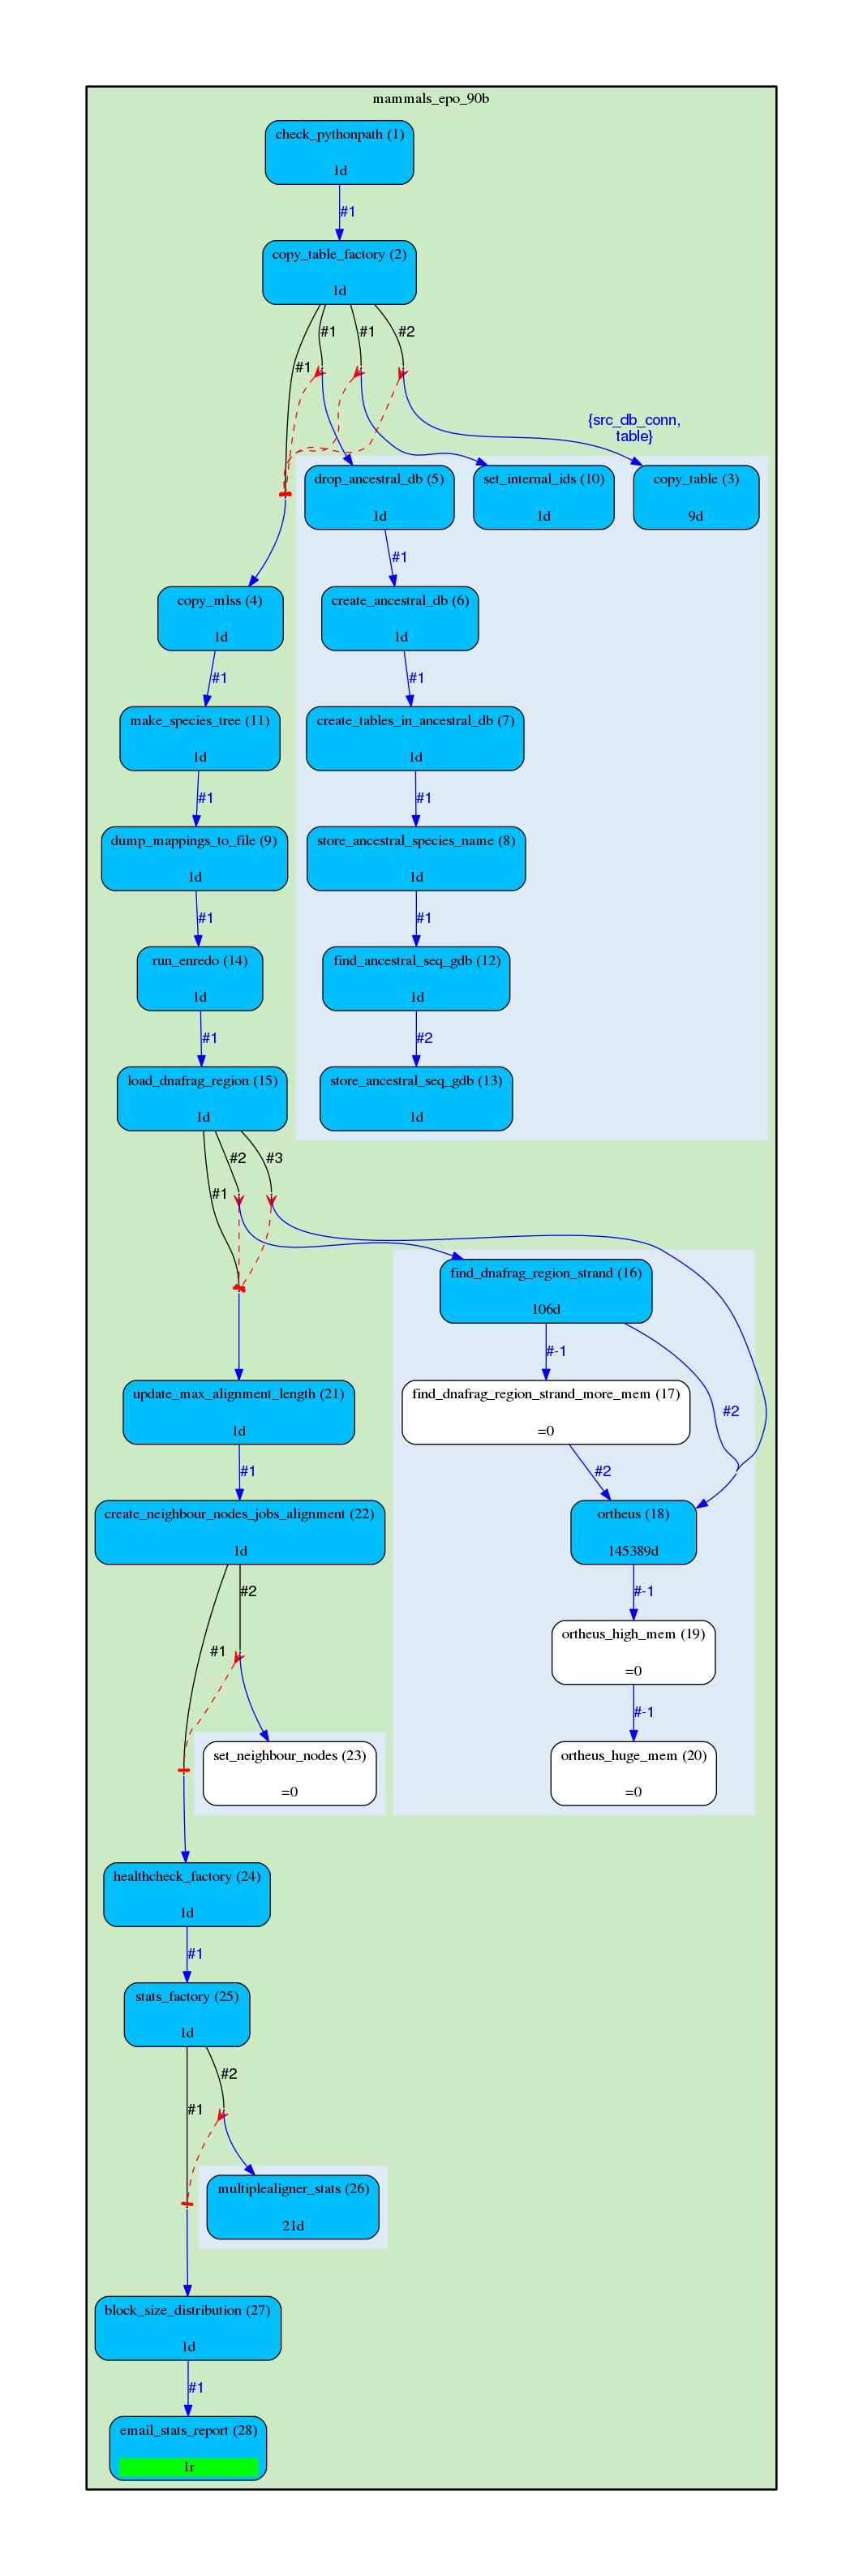 mammals_epo_90b
check_pythonpath (1)
1d
#1
copy_table_factory (2)
1d
#1
#1
#2
#1
{src_db_conn,
table}
drop_ancestral_db (5)
1d
set_internal_ids (10)
1d
copy_table (3)
9d
#1
copy_mlss (4)
1d
create_ancestral_db (6)
1d
#1
#1
make_species_tree (11)
1d
create_tables_in_ancestral_db (7)
1d
#1
#1
dump_mappings_to_file (9)
1d
store_ancestral_species_name (8)
1d
#1
#1
run_enredo (14)
1d
find_ancestral_seq_gdb (12)
1d
#1
#2
load_dnafrag_region (15)
1d
store_ancestral_seq_gdb (13)
1d
#2
#3
#1
find_dnafrag_region_strand (16)
106d
#-1
update_max_alignment_length (21)
1d
find_dnafrag_region_strand_more_mem (17)
=0
#2
#1
#2
create_neighbour_nodes_jobs_alignment (22)
1d
ortheus (18)
145389d
#2
#-1
#1
ortheus_high_mem (19)
=0
#-1
set_neighbour_nodes (23)
=0
ortheus_huge_mem (20)
=0
healthcheck_factory (24)
1d
#1
stats_factory (25)
1d
#2
#1
multiplealigner_stats (26)
21d
block_size_distribution (27)
1d
#1
email_stats_report (28)
1r